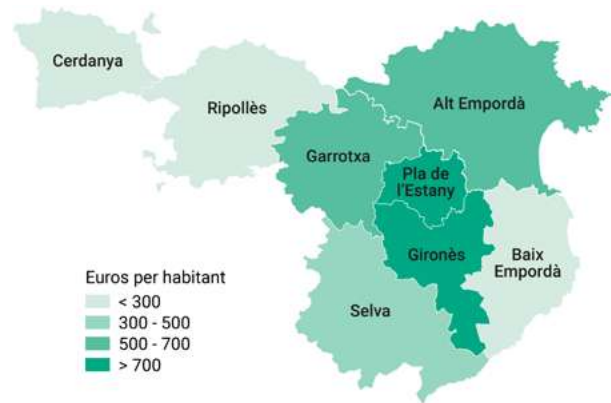 Cerdanya
Ripollès
Alt Empordà
Garrotxa
Pla de
l'Estany
Gironès
Baix
Empordà
Selva
Euros per habitant
< 300
300 - 500
500 - 700
> 700